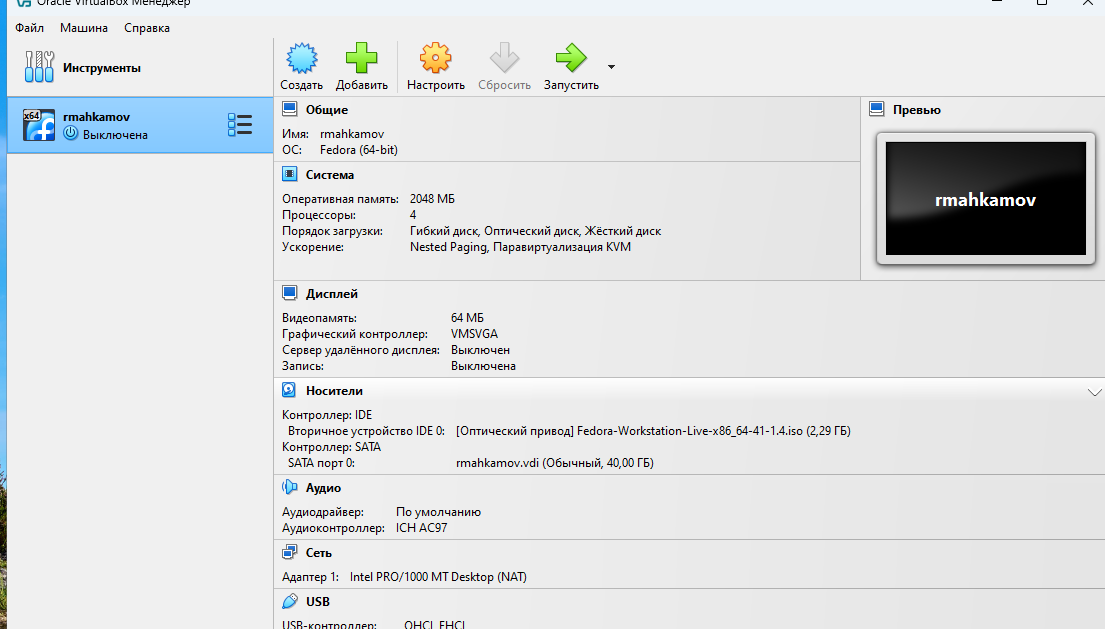 Oracle VirtualBox Менеджер
Файл Машина Справка
Инструменты
Создать Добавить Настроить Сбросить Запустить
x64
rmahkamov
Выключена
Общие
Имя: rmahkamov
ОС: Fedora (64-bit)
Система
Оперативная память: 2048 МБ
Процессоры: 4
Порядок загрузки: Гибкий диск, Оптический диск, Жёсткий диск
Ускорение: Nested Paging, Паравиртуализация KVM
Превью
rmahkamov
Дисплей
Видеопамять: 64 МБ
Графический контроллер: VMSVGA
Сервер удалённого дисплея: Выключен
Запись: Выключена
Носители
Контроллер: IDE
Вторичное устройство IDE 0: [Оптический привод] Fedora-Workstation-Live-x86_64-41-1.4.iso (2,29 ГБ)
Контроллер: SATA
SATA порт 0: rmahkamov.vdi (Обычный, 40,00 ГБ)
Аудио
Аудиодрайвер: По умолчанию
Аудиоконтроллер: ICH AC97
Сеть
Адаптер 1: Intel PRO/1000 MT Desktop (NAT)
USB
USB-контроллер: OHCI, EHCI